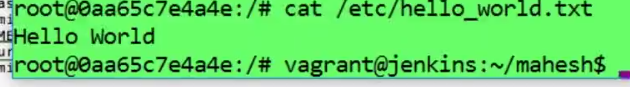 root@0aa65c7e4a4e:/# cat /etc/hello_world.txt
Hello World
root@0aa65c7e4a4e:/# vagrant@jenkins:~/mahesh$